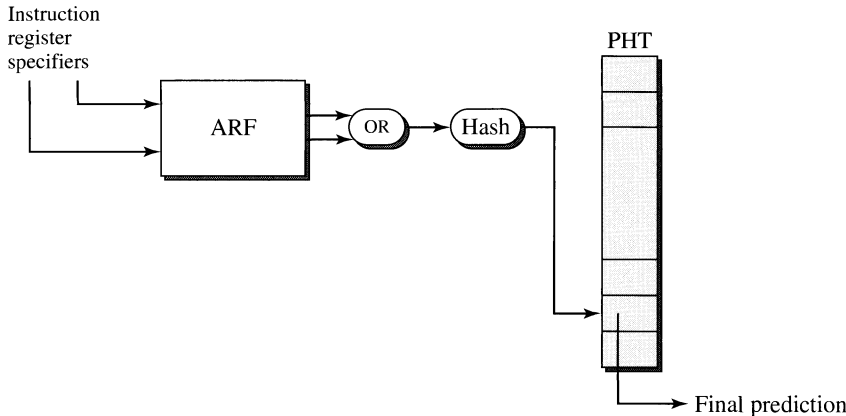 Instruction
register
specifiers
PHT
ARF
OR
Hash
Final prediction